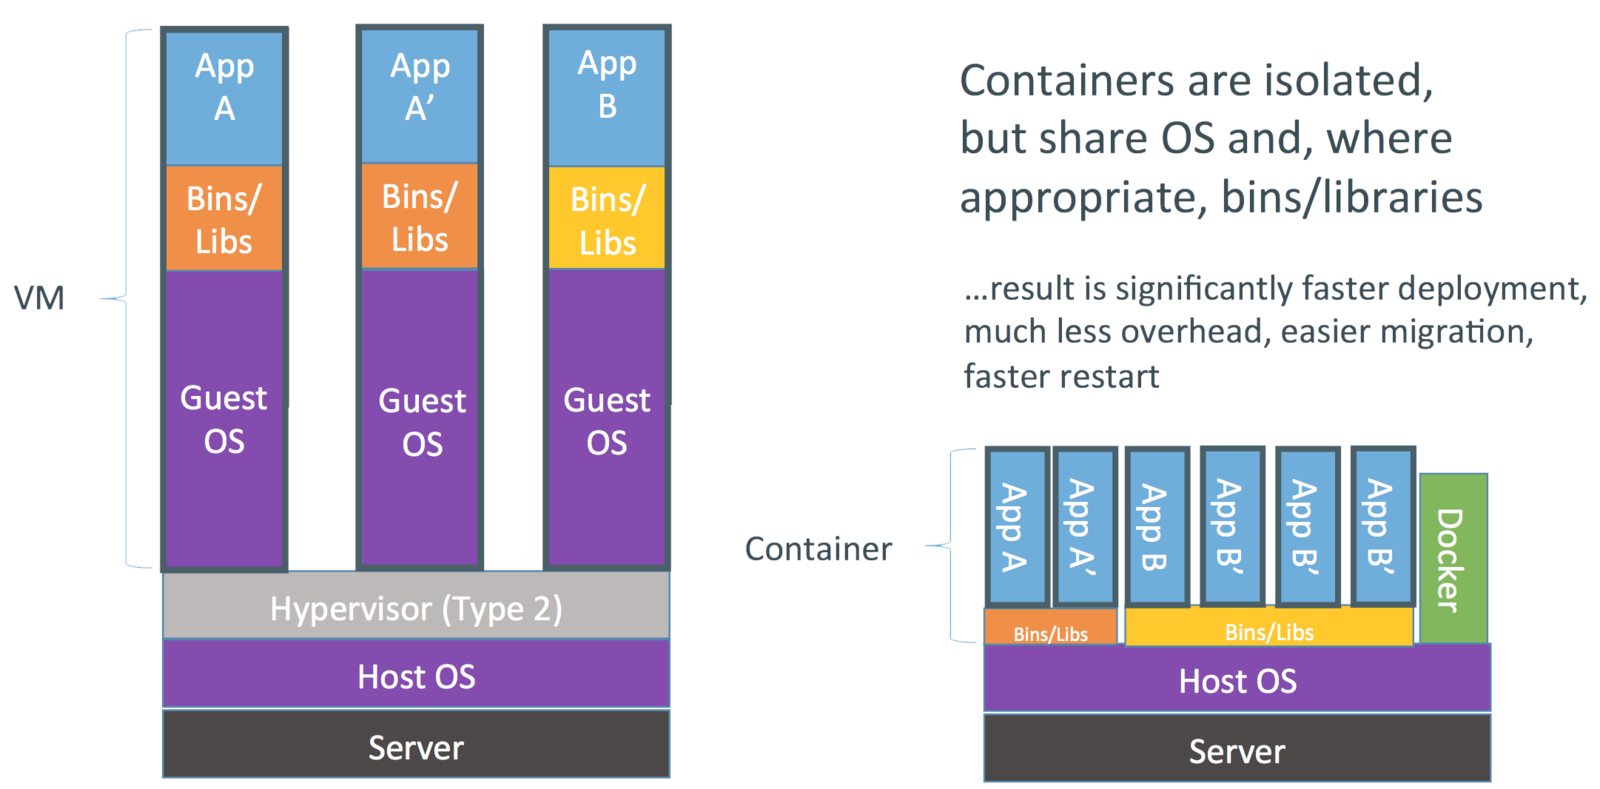 VM
App
A
Bins/
Libs
Guest
OS
App
A’
Bins/
Libs
Guest
OS
App
B
Bins/
Libs
Guest
OS
Hypervisor (Type 2)
Host OS
Server
Containers are isolated,
but share OS and, where
appropriate, bins/libraries
...result is significantly faster deployment,
much less overhead, easier migration,
faster restart
Container
App A
App A’
App B
App B’
App B’
App B’
Docker
Bins/Libs
Bins/Libs
Host OS
Server